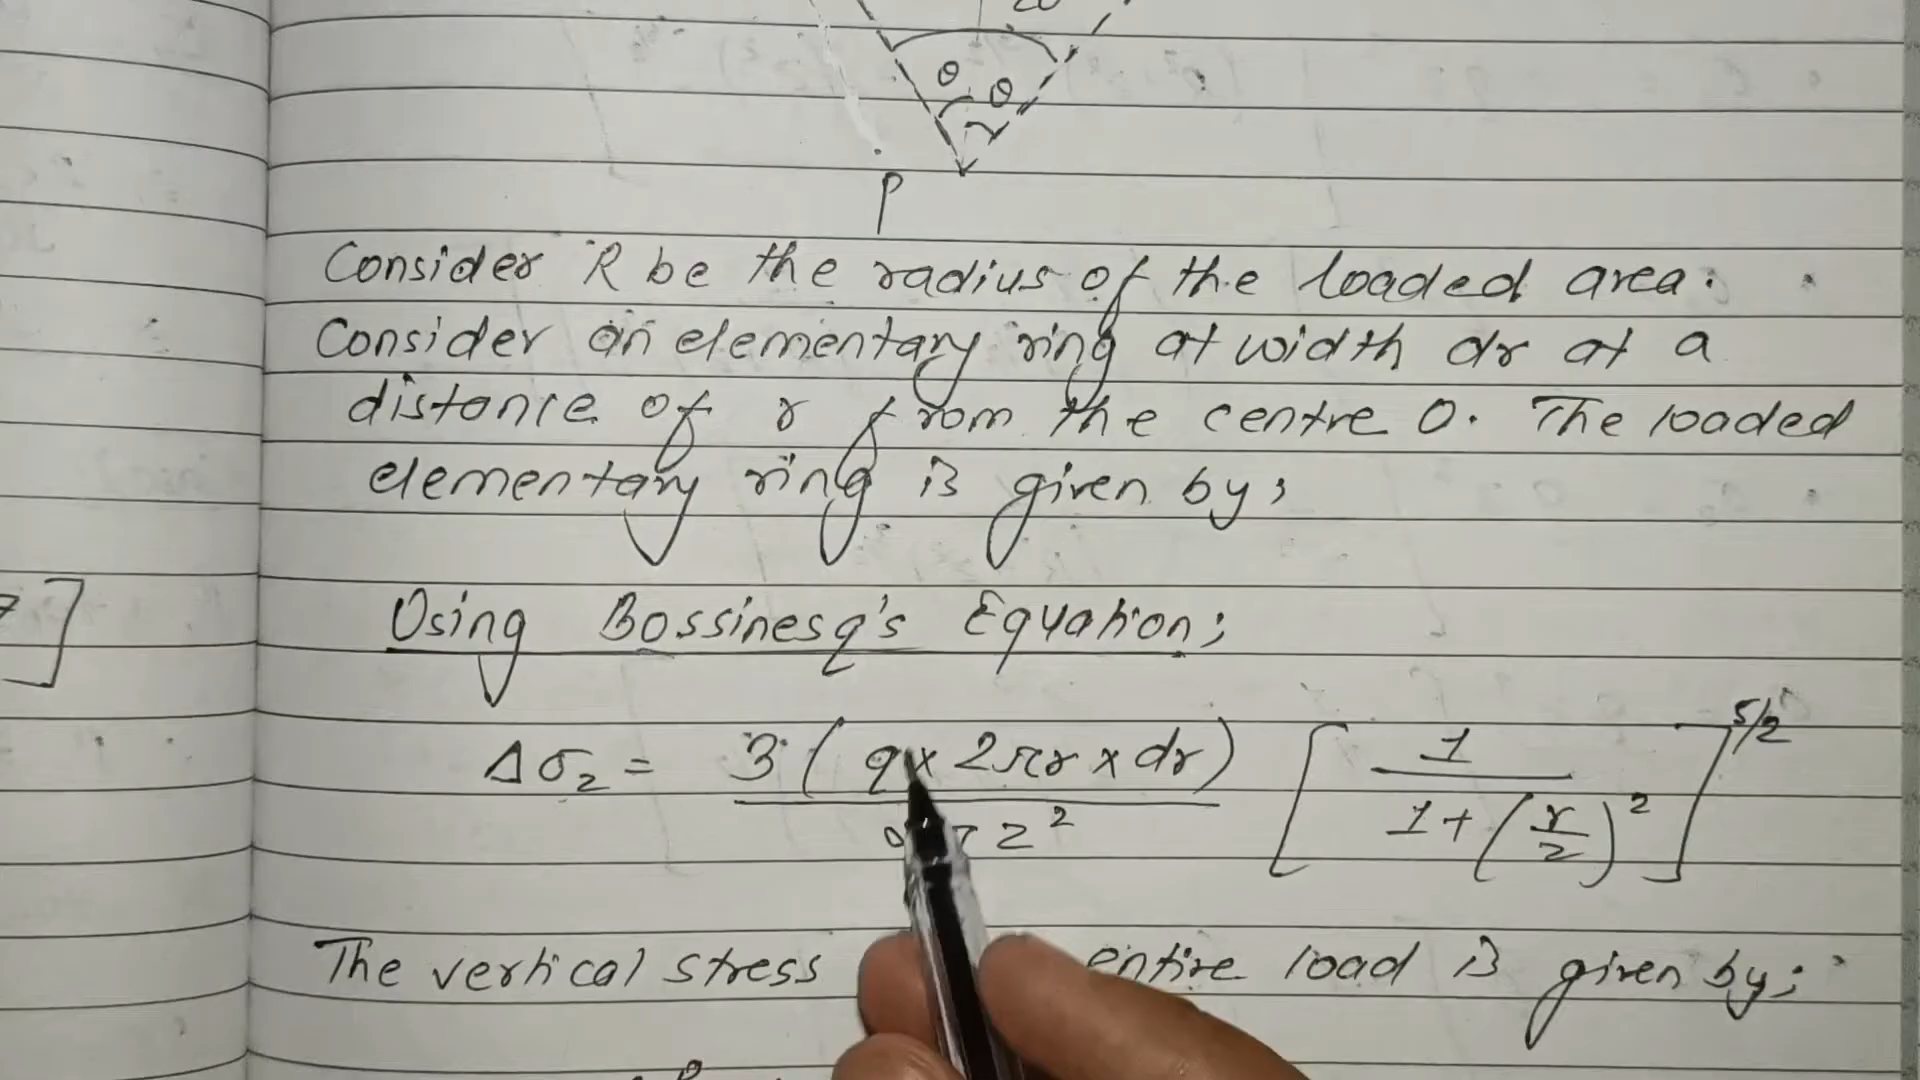 θ θ
P
Consider R be the radius of the loaded area.
Consider an elementary ring at width dr at a
distance of r from the centre O. The loaded
elementary ring is given by;
Using Bossinesq's Equation;
Δσz = 3(q x 2πr x dr) / z² [1 / 1+(r/z)²]^5/2
The vertical stress entire load is given by;